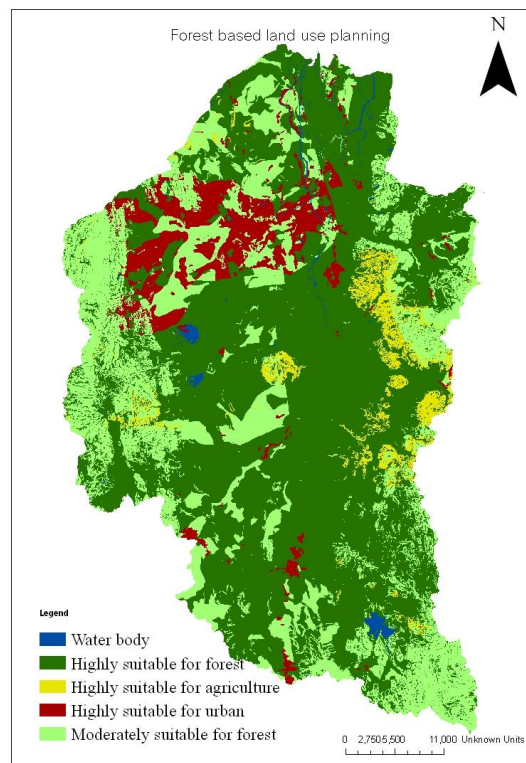 Forest based land use planning
N
Legend
Water body
Highly suitable for forest
Highly suitable for agriculture
Highly suitable for urban
Moderately suitable for forest
0 2,7505,500 11,000 Unknown Units